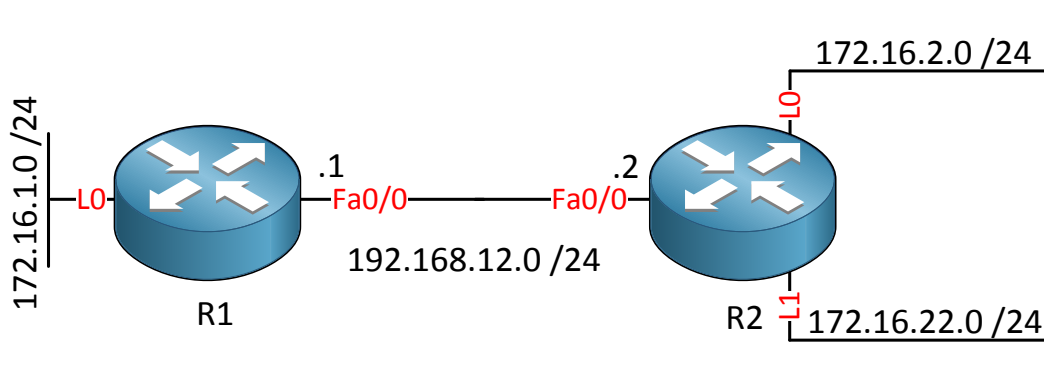 172.16.2.0 /24
L0
172.16.1.0 /24
L0
.1
Fa0/0
.2
Fa0/0
192.168.12.0 /24
R1
R2
L1
172.16.22.0 /24